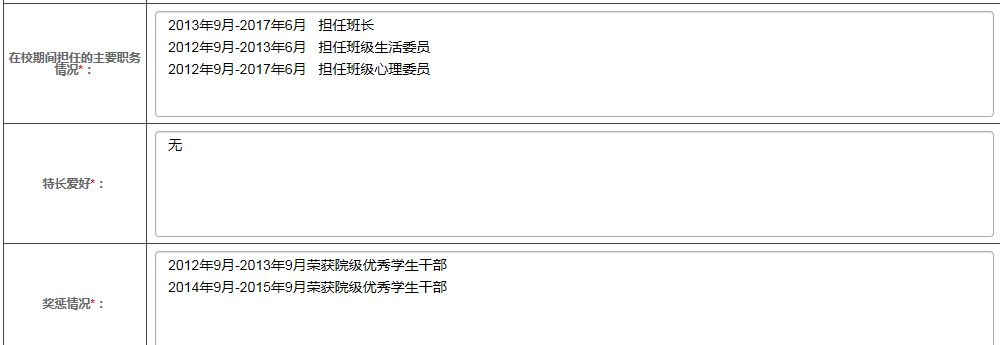 在校期间担任的主要职务
情况*：
2013年9月-2017年6月 担任班长
2012年9月-2013年6月 担任班级生活委员
2012年9月-2017年6月 担任班级心理委员
特长爱好*：
无
奖惩情况*：
2012年9月-2013年9月荣获院级优秀学生干部
2014年9月-2015年9月荣获院级优秀学生干部